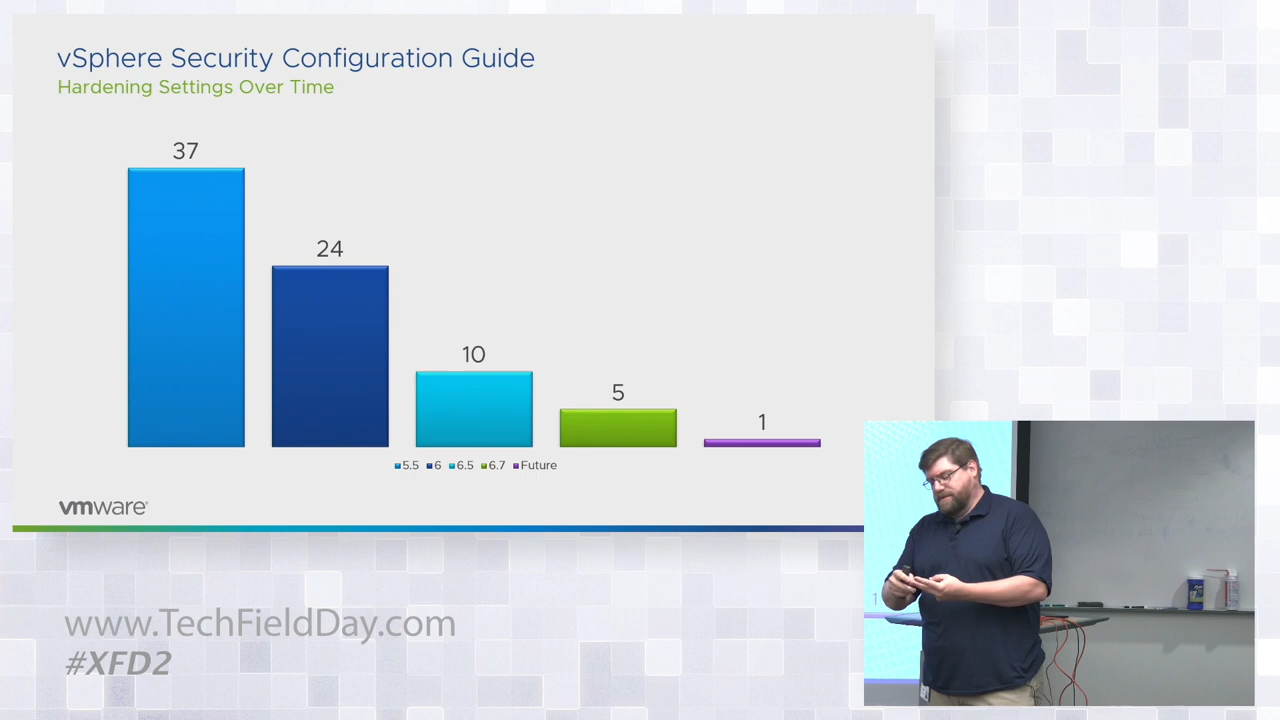 vSphere Security Configuration Guide
Hardening Settings Over Time
37
24
10
5
1
5.5 6 6.5 6.7 Future
vmware®
1
www.TechFieldDay.com
#XFD2